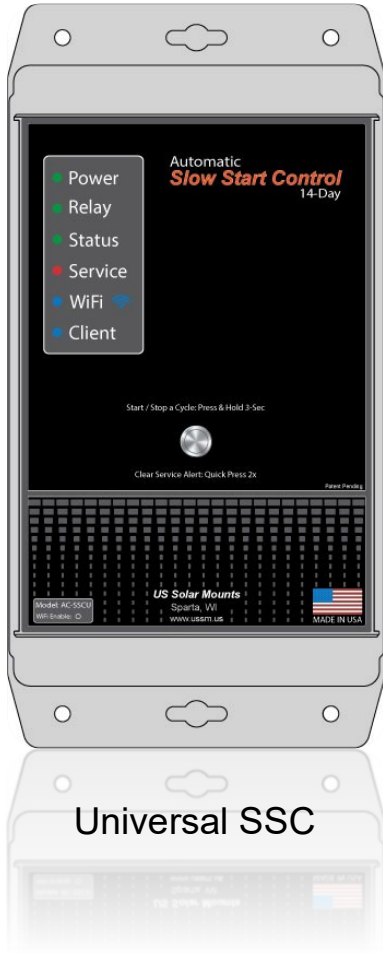 Automatic
Slow Start Control
14-Day
Power
Relay
Status
Service
WiFi
Client
Start / Stop a Cycle: Press & Hold 3-Sec
Clear Service Alert: Quick Press 2x
Patent Pending
US Solar Mounts
Sparta, WI
www.ussm.us
Model: AC-SSCU
WiFi Enable:
MADE IN USA
Universal SSC